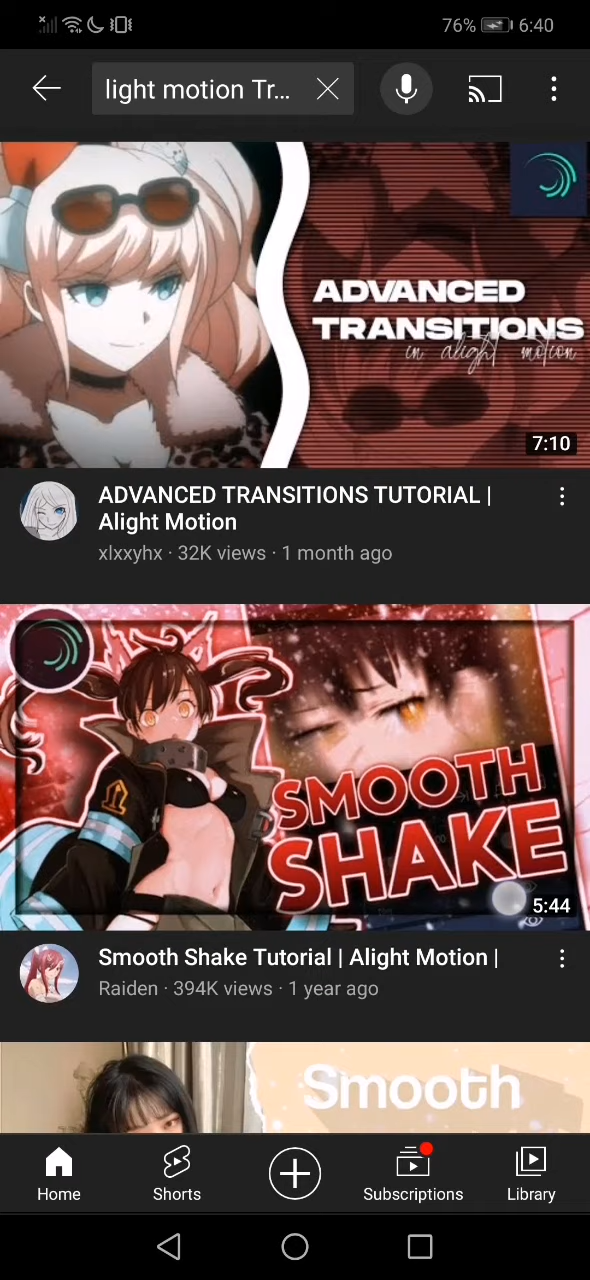 76% 6:40
light motion Tr...
ADVANCED
TRANSITIONS
in alight motion
7:10
ADVANCED TRANSITIONS TUTORIAL |
Alight Motion
xlxxyhx · 32K views · 1 month ago
SMOOTH
SHAKE
5:44
Smooth Shake Tutorial | Alight Motion |
Raiden · 394K views · 1 year ago
Smooth
Home
Shorts
Subscriptions
Library